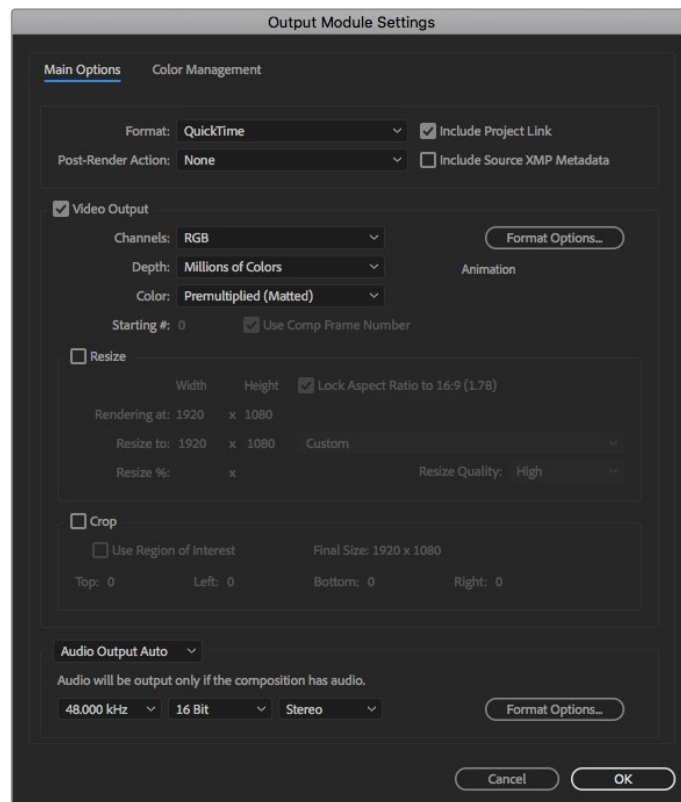 Output Module Settings
Main Options Color Management
Format: QuickTime Include Project Link
Post-Render Action: None Include Source XMP Metadata
Video Output
Channels: RGB Format Options...
Depth: Millions of Colors Animation
Color: Premultiplied (Matted)
Starting #: 0 Use Comp Frame Number
Resize
Width Height Lock Aspect Ratio to 16:9 (1.78)
Rendering at: 1920 x 1080
Resize to: 1920 x 1080 Custom
Resize %: x Resize Quality: High
Crop
Use Region of Interest Final Size: 1920 x 1080
Top: 0 Left: 0 Bottom: 0 Right: 0
Audio Output Auto
Audio will be output only if the composition has audio.
48.000 kHz 16 Bit Stereo Format Options...
Cancel OK